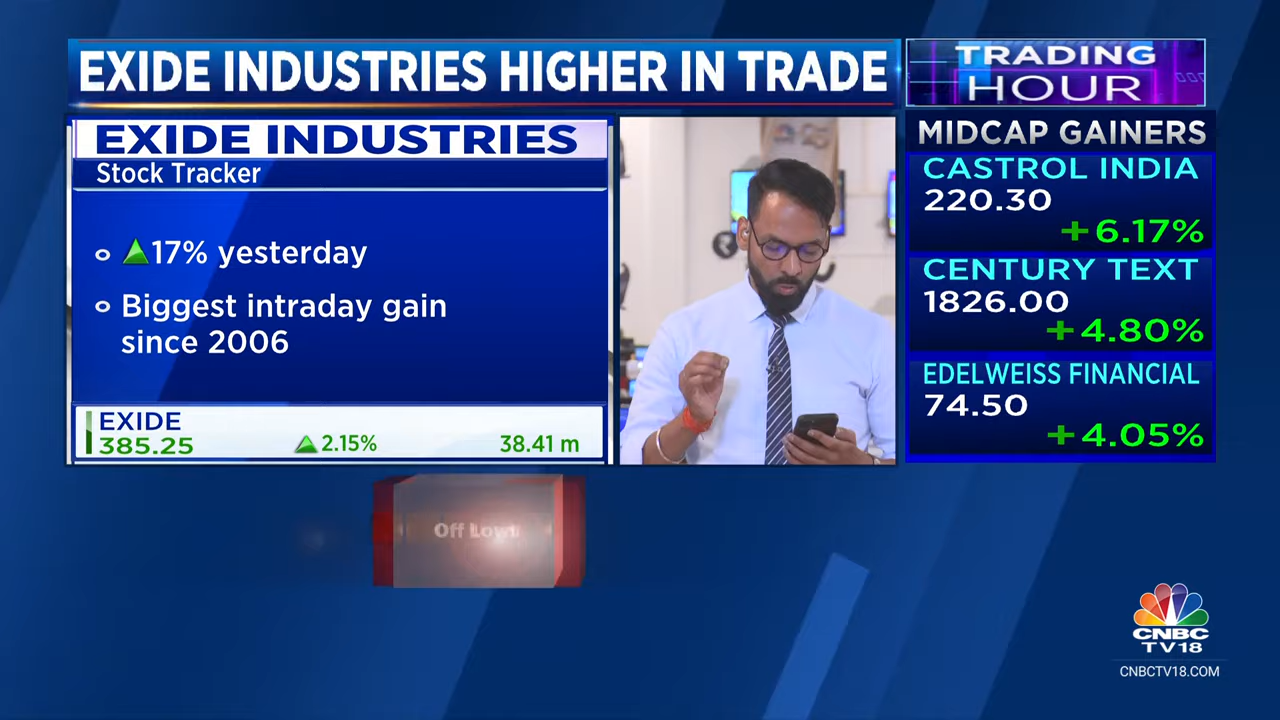 EXIDE INDUSTRIES HIGHER IN TRADE
TRADING
HOUR
EXIDE INDUSTRIES
Stock Tracker
17% yesterday
Biggest intraday gain
since 2006
EXIDE
385.25 2.15% 38.41 m
MIDCAP GAINERS
CASTROL INDIA
220.30
+6.17%
CENTURY TEXT
1826.00
+4.80%
EDELWEISS FINANCIAL
74.50
+4.05%
Off Lows
CNBC
TV18
CNBCTV18.COM